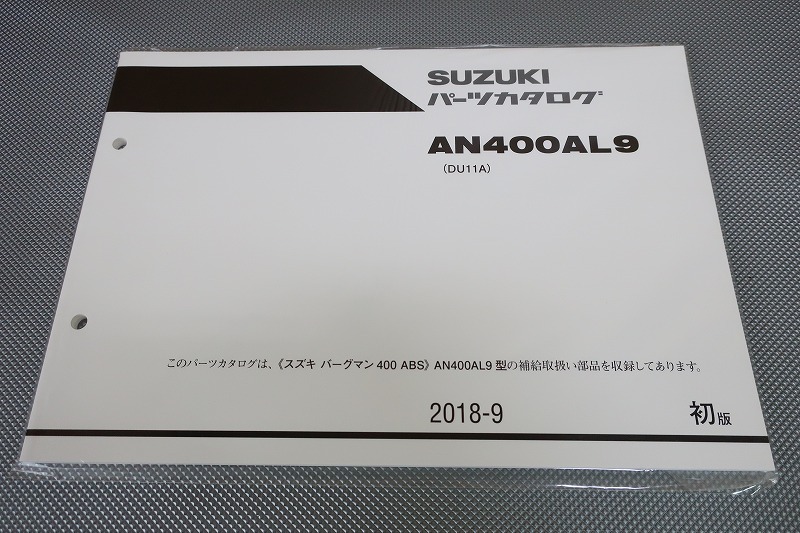 SUZUKI
パーツカタログ
AN400AL9
(DU11A)
このパーツカタログは、《スズキ バーグマン 400 ABS》 AN400AL9 型の補給取扱い部品を収録してあります。
2018-9 初版